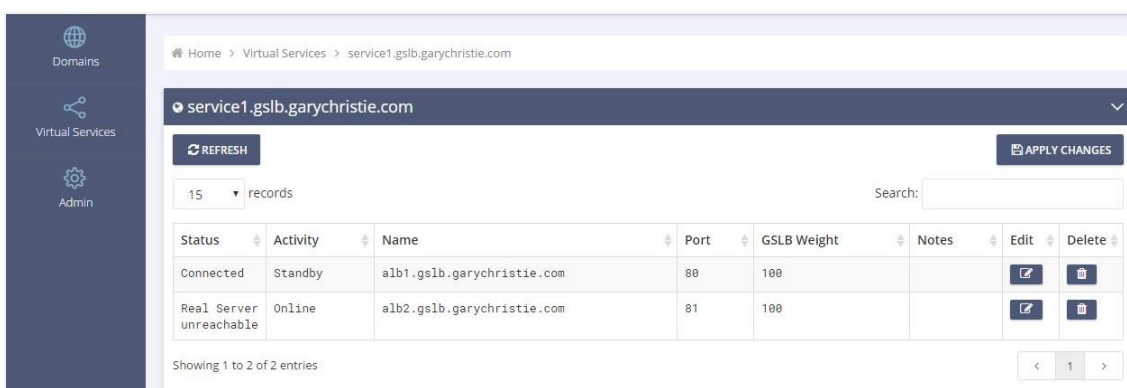 Domains
Virtual Services
Admin
Home > Virtual Services > service1.gslb.garychristie.com
service1.gslb.garychristie.com
REFRESH
APPLY CHANGES
15 records
Search:
Status Activity Name Port GSLB Weight Notes Edit Delete
Connected Standby alb1.gslb.garychristie.com 80 100
Real Server Online alb2.gslb.garychristie.com 81 100
unreachable
Showing 1 to 2 of 2 entries
< 1 >